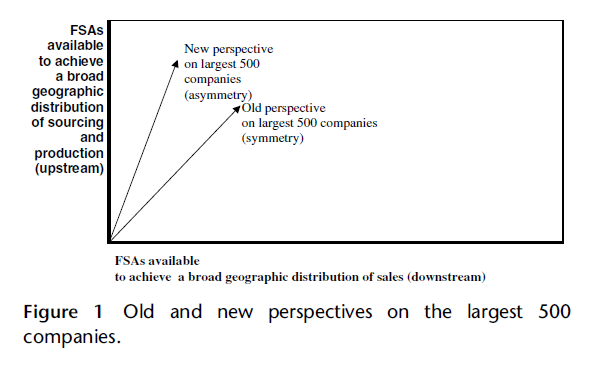 FSAs
available
to achieve
a broad
geographic
distribution
of sourcing
and
production
(upstream)
New perspective
on largest 500
companies
(asymmetry)
Old perspective
on largest 500 companies
(symmetry)
FSAs available
to achieve a broad geographic distribution of sales (downstream)
Figure 1 Old and new perspectives on the largest 500
companies.